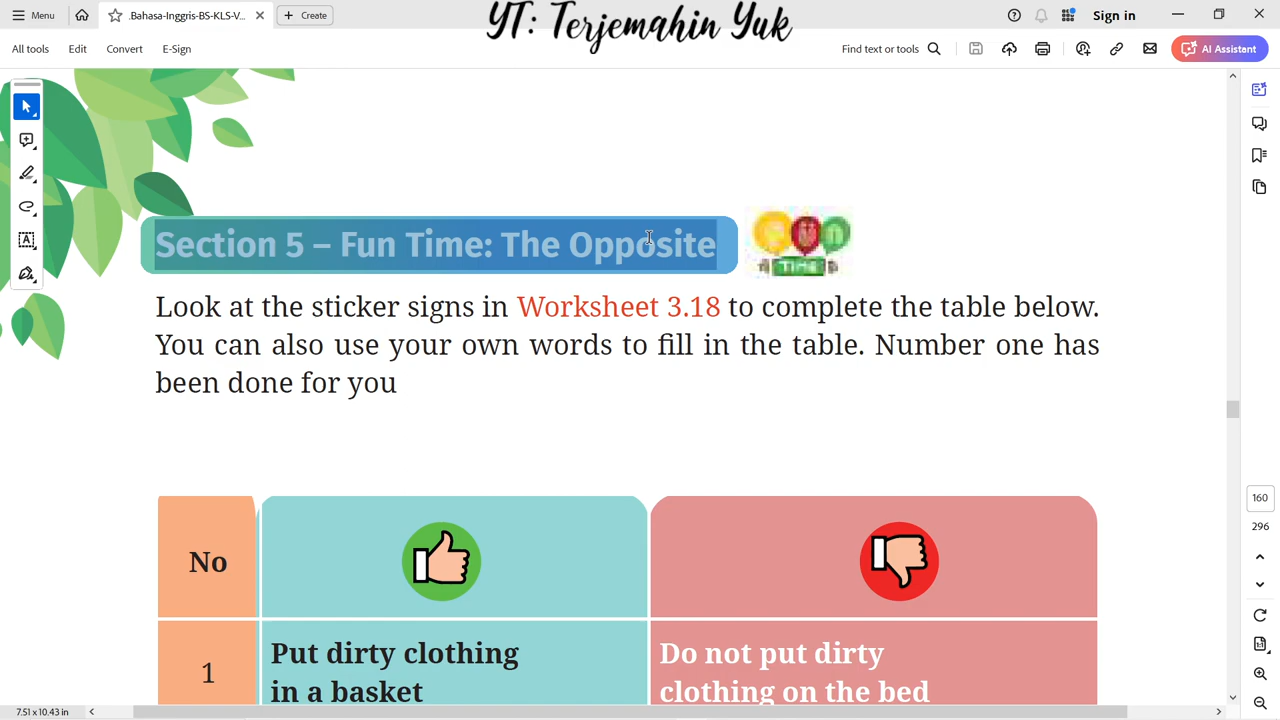 Menu
.Bahasa-Inggris-BS-KLS-V...
Create
YT: Terjemahin Yuk
Sign in
All tools
Edit
Convert
E-Sign
Find text or tools
AI Assistant
Section 5 – Fun Time: The Opposite
TIME
Look at the sticker signs in Worksheet 3.18 to complete the table below.
You can also use your own words to fill in the table. Number one has
been done for you
No
1
Put dirty clothing
in a basket
Do not put dirty
clothing on the bed
160
296
7.51 x 10.43 in